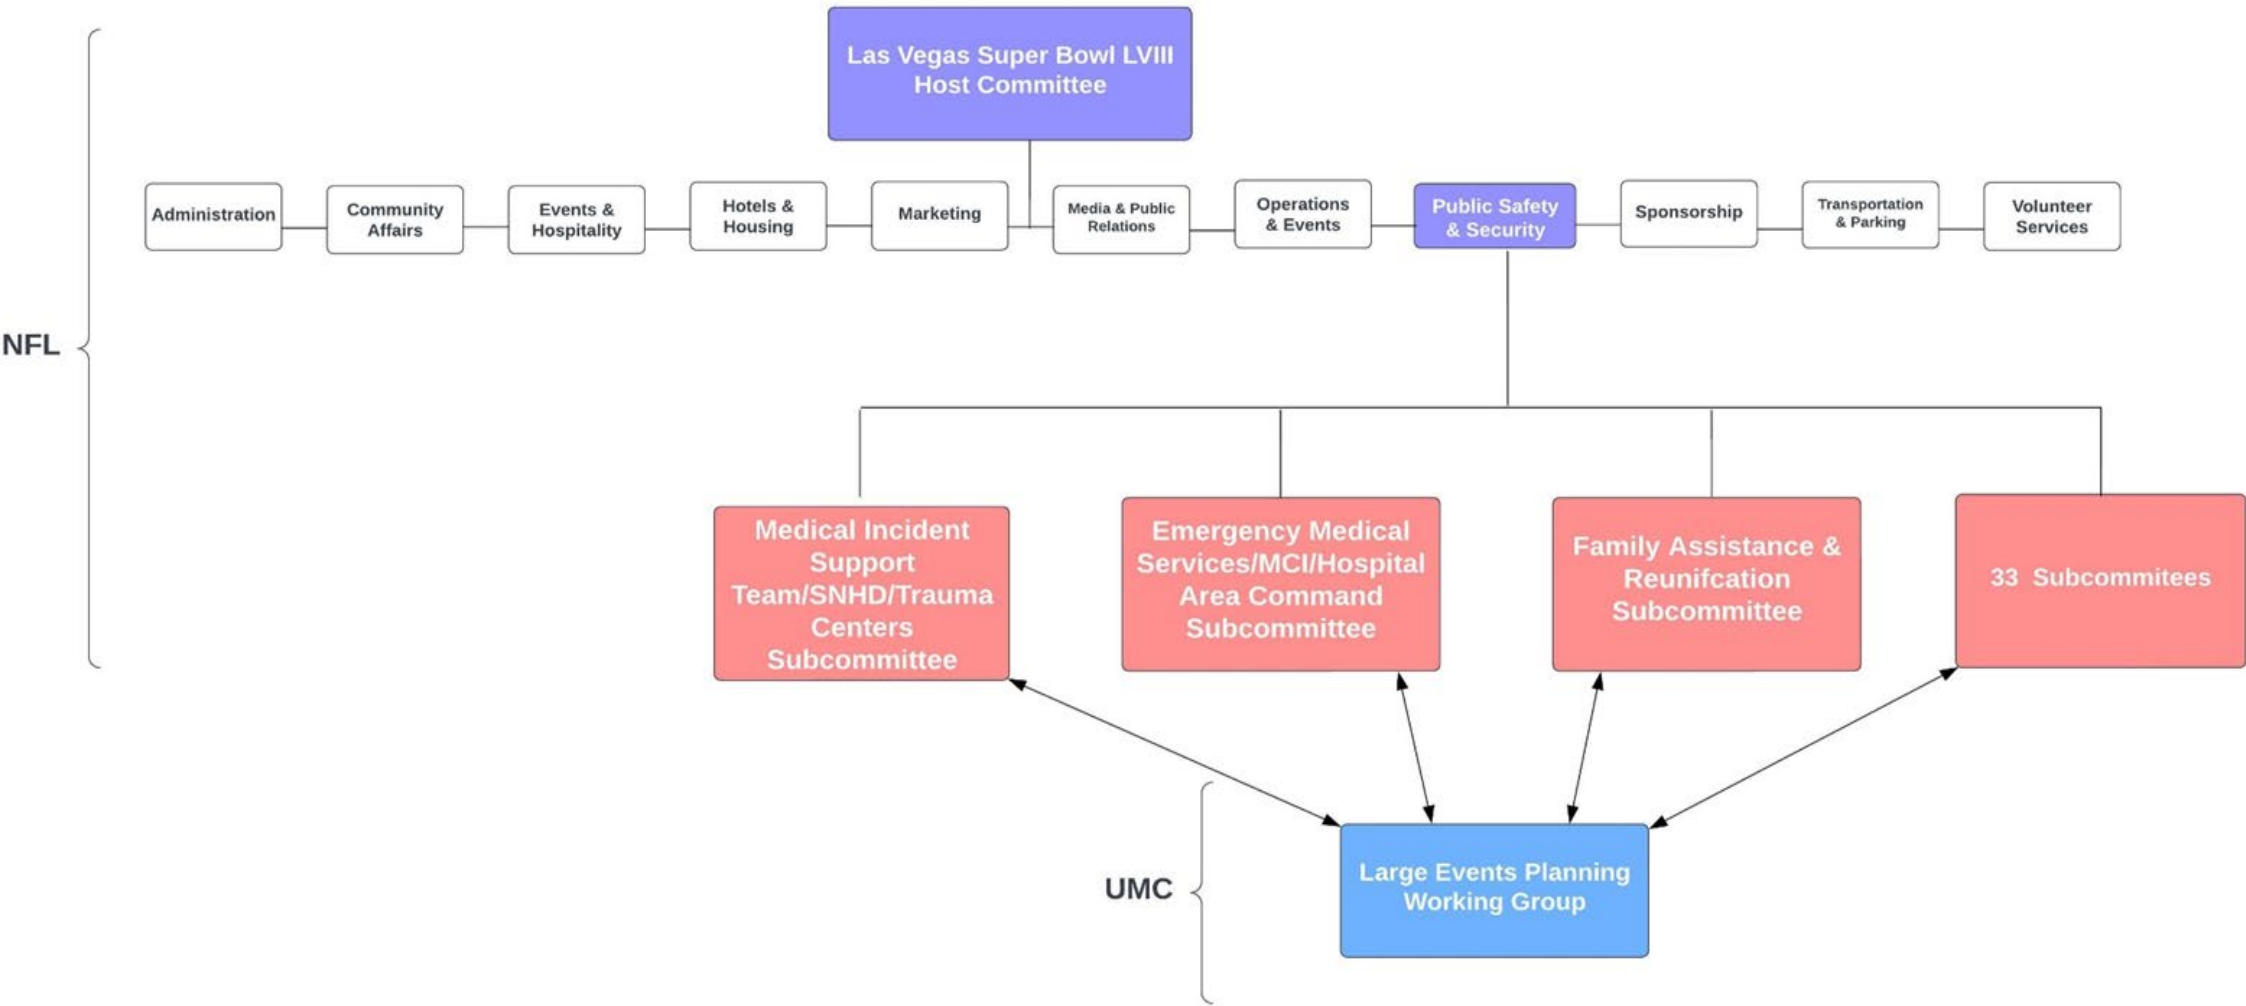 Las Vegas Super Bowl LVIII
Host Committee
Administration
Community
Affairs
Events &
Hospitality
Hotels &
Housing
Marketing
Media & Public
Relations
Operations
& Events
Public Safety
& Security
Sponsorship
Transportation
& Parking
Volunteer
Services
NFL
Medical Incident
Support
Team/SNHD/Trauma
Centers
Subcommittee
Emergency Medical
Services/MCI/Hospital
Area Command
Subcommittee
Family Assistance &
Reunifcation
Subcommittee
33 Subcommitees
UMC
Large Events Planning
Working Group